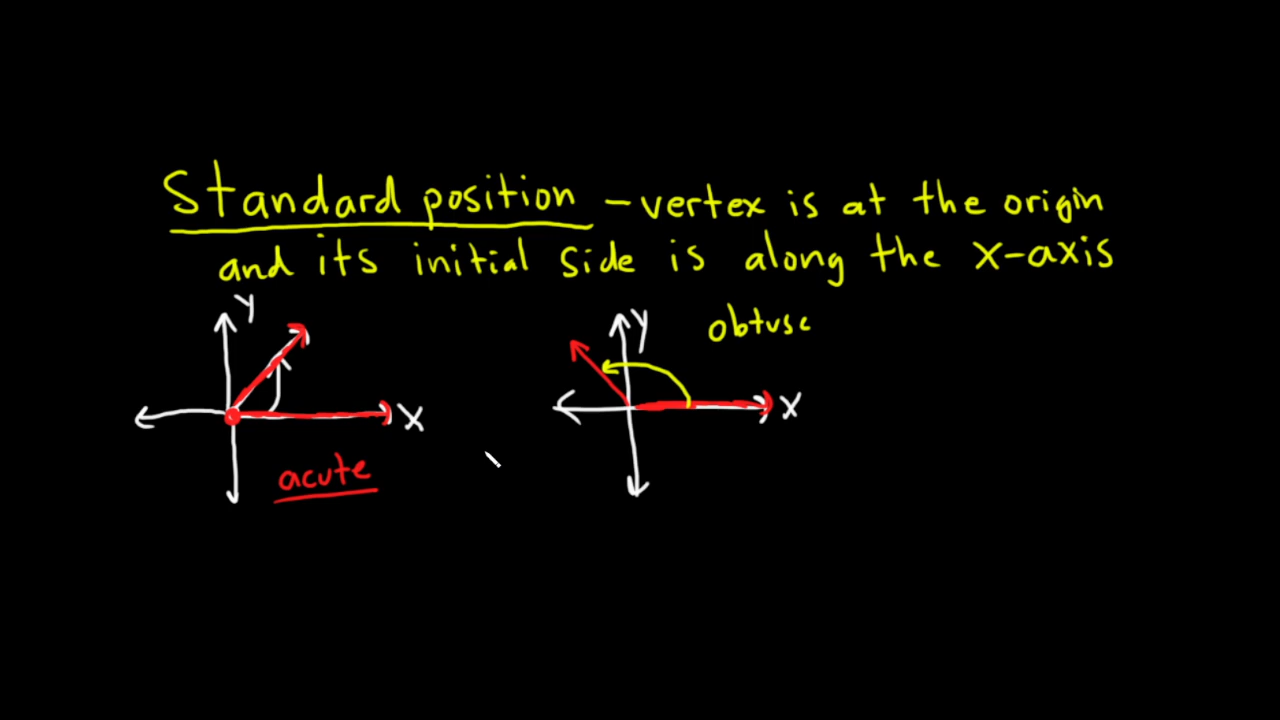 Standard position - vertex is at the origin
and its initial side is along the x-axis
y
x
acute
y
obtuse
x